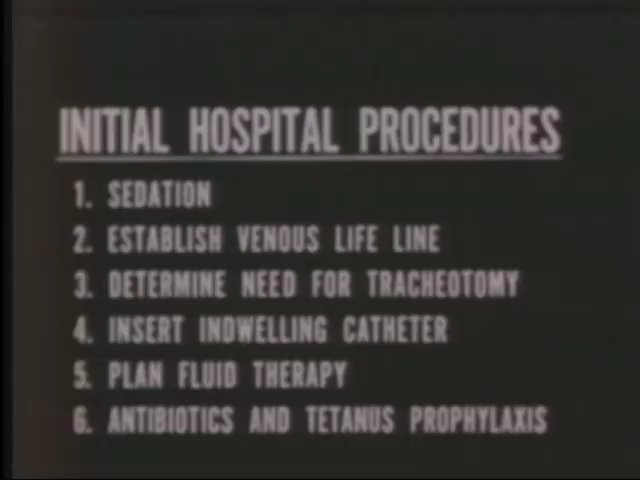 INITIAL HOSPITAL PROCEDURES
1. SEDATION
2. ESTABLISH VENOUS LIFE LINE
3. DETERMINE NEED FOR TRACHEOTOMY
4. INSERT INDWELLING CATHETER
5. PLAN FLUID THERAPY
6. ANTIBIOTICS AND TETANUS PROPHYLAXIS